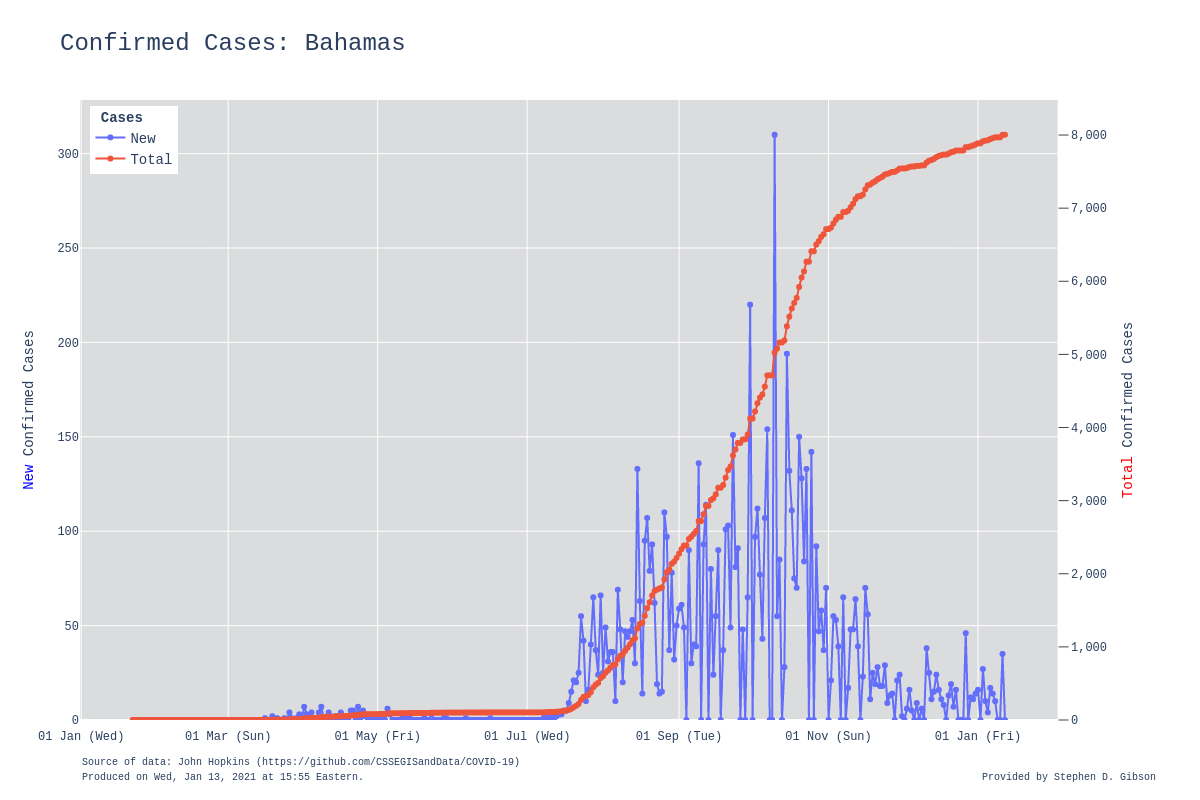 Confirmed Cases: Bahamas
Cases
New
Total
300
250
200
150
100
50
0
8,000
7,000
6,000
5,000
4,000
3,000
2,000
1,000
0
New Confirmed Cases
Total Confirmed Cases
01 Jan (Wed)
01 Mar (Sun)
01 May (Fri)
01 Jul (Wed)
01 Sep (Tue)
01 Nov (Sun)
01 Jan (Fri)
Source of data: John Hopkins (https://github.com/CSSEGISandData/COVID-19)
Produced on Wed, Jan 13, 2021 at 15:55 Eastern.
Provided by Stephen D. Gibson